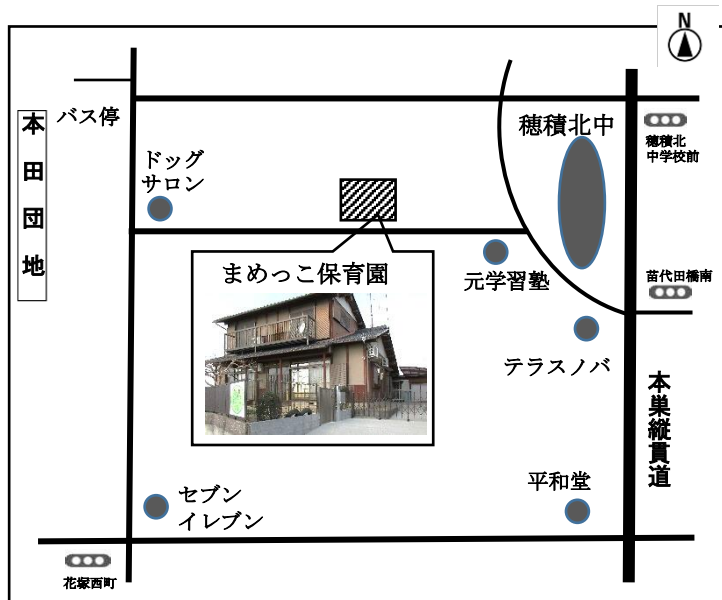 N
本田団地
バス停
穂積北中
穂積北
中学校前
ドッグ
サロン
まめっこ保育園
元学習塾
苗代田橋南
テラスノバ
本巣縦貫道
セブン
イレブン
平和堂
花塚西町